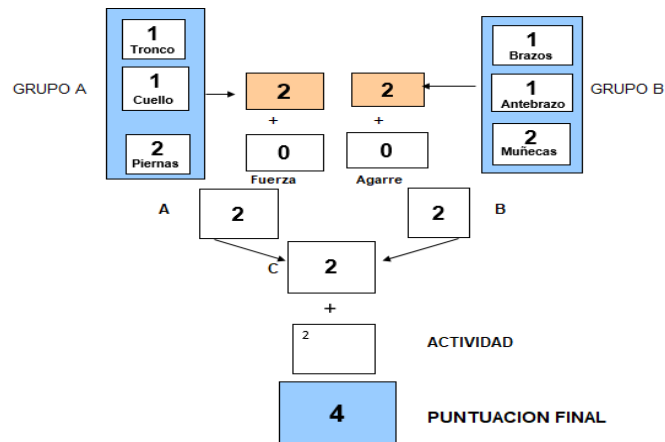 1
Tronco
1
Cuello
2
Piernas
GRUPO A
2
+
0
Fuerza
2
+
0
Agarre
1
Brazos
1
Antebrazo
2
Muñecas
GRUPO B
A
2
2
B
C
2
+
2
ACTIVIDAD
4
PUNTUACION FINAL